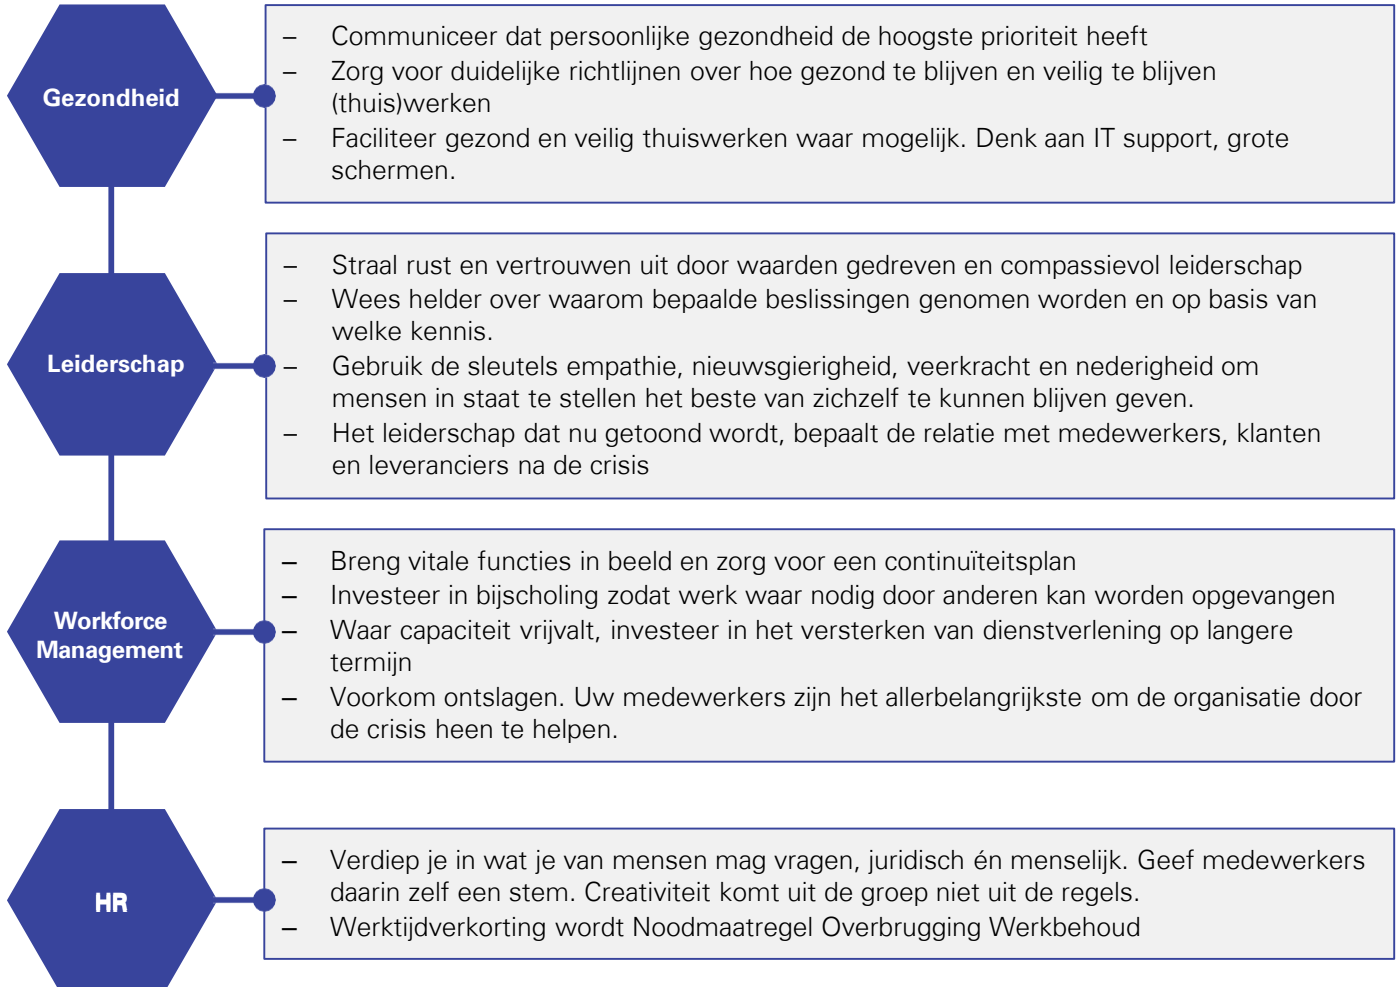 Gezondheid
– Communiceer dat persoonlijke gezondheid de hoogste prioriteit heeft
– Zorg voor duidelijke richtlijnen over hoe gezond te blijven en veilig te blijven
(thuis)werken
– Faciliteer gezond en veilig thuiswerken waar mogelijk. Denk aan IT support, grote
schermen.
Leiderschap
– Straal rust en vertrouwen uit door waarden gedreven en compassievol leiderschap
– Wees helder over waarom bepaalde beslissingen genomen worden en op basis van
welke kennis.
– Gebruik de sleutels empathie, nieuwsgierigheid, veerkracht en nederigheid om
mensen in staat te stellen het beste van zichzelf te kunnen blijven geven.
– Het leiderschap dat nu getoond wordt, bepaalt de relatie met medewerkers, klanten
en leveranciers na de crisis
Workforce
Management
– Breng vitale functies in beeld en zorg voor een continuïteitsplan
– Investeer in bijscholing zodat werk waar nodig door anderen kan worden opgevangen
– Waar capaciteit vrijvalt, investeer in het versterken van dienstverlening op langere
termijn
– Voorkom ontslagen. Uw medewerkers zijn het allerbelangrijkste om de organisatie door
de crisis heen te helpen.
HR
– Verdiep je in wat je van mensen mag vragen, juridisch én menselijk. Geef medewerkers
daarin zelf een stem. Creativiteit komt uit de groep niet uit de regels.
– Werktijdverkorting wordt Noodmaatregel Overbrugging Werkbehoud